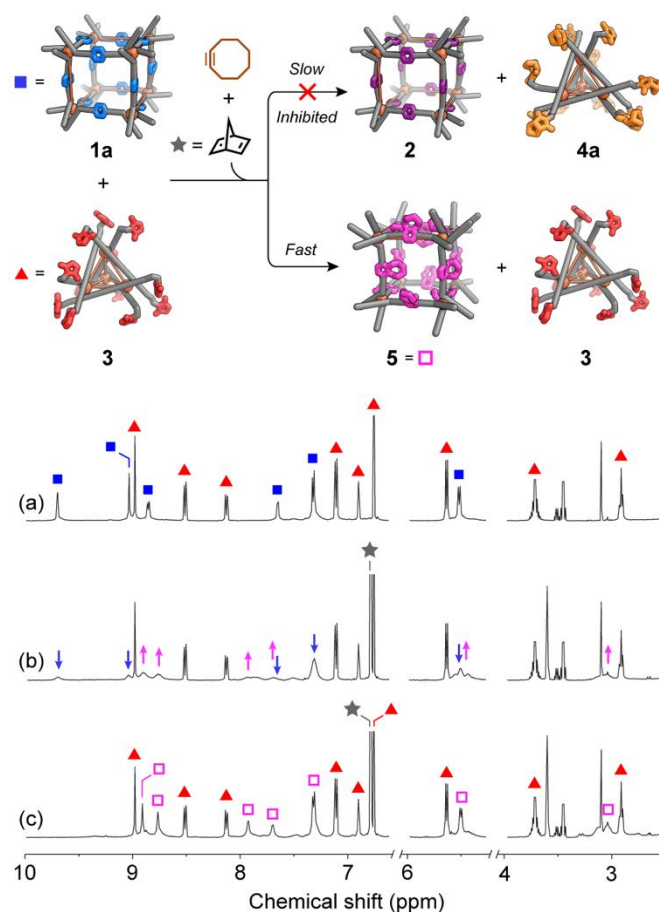 = 1a
+
= 3
+
=
Slow
Inhibited
Fast
2 + 4a
5 = + 3
(a)
(b)
(c)
10 9 8 7 6 4 3
Chemical shift (ppm)